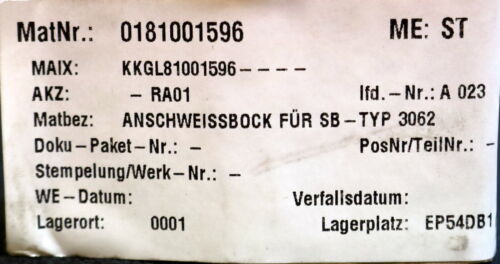 MatNr.: 0181001596 ME: ST
MAIX: KKGL81001596----
AKZ: - RA01 lfd.-Nr.: A 023
Matbez: ANSCHWEISSBOCK FÜR SB-TYP 3062
Doku-Paket-Nr.: - PosNr/TeilNr.: -
Stempelung/Werk-Nr.: -
WE-Datum: Verfallsdatum:
Lagerort: 0001 Lagerplatz: EP54DB1